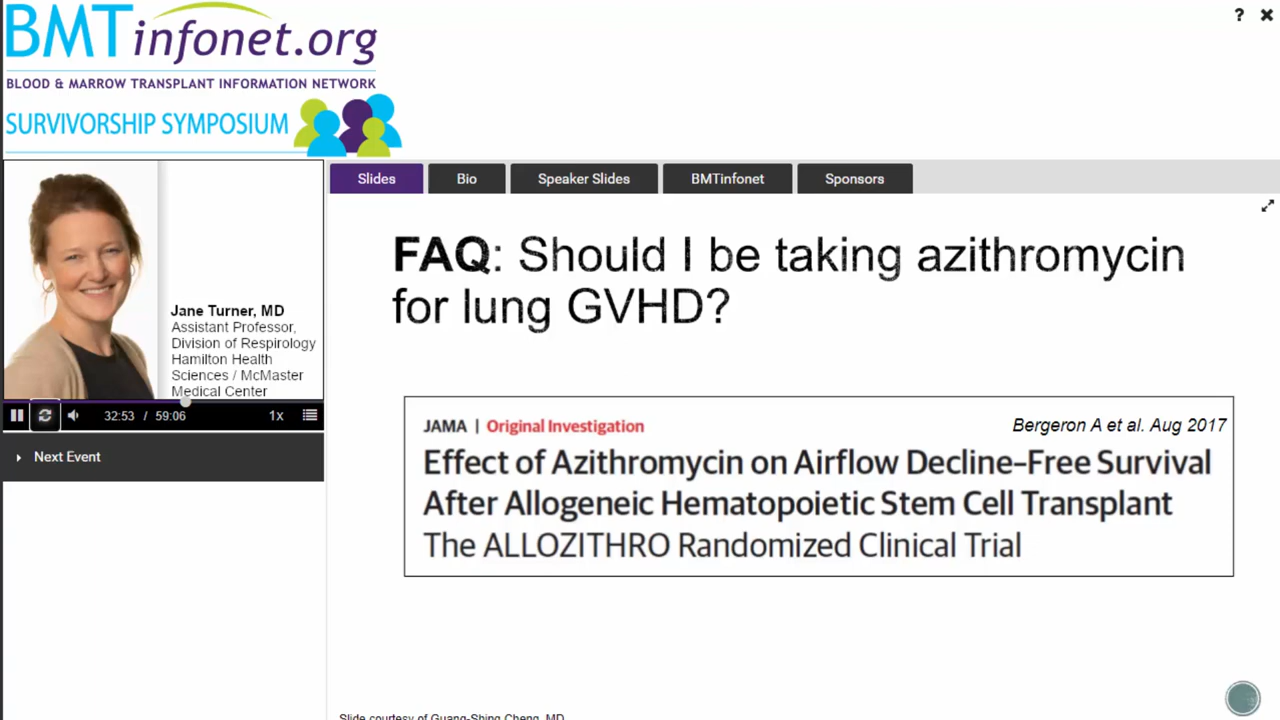 BMTinfonet.org
BLOOD & MARROW TRANSPLANT INFORMATION NETWORK
SURVIVORSHIP SYMPOSIUM
? ×
Jane Turner, MD
Assistant Professor,
Division of Respirology
Hamilton Health
Sciences / McMaster
Medical Center
32:53 / 59:06 1x
Next Event
Slides Bio Speaker Slides BMTinfonet Sponsors
FAQ: Should I be taking azithromycin
for lung GVHD?
JAMA | Original Investigation Bergeron A et al. Aug 2017
Effect of Azithromycin on Airflow Decline-Free Survival
After Allogeneic Hematopoietic Stem Cell Transplant
The ALLOZITHRO Randomized Clinical Trial
Slide courtesy of Guang-Shing Cheng, MD